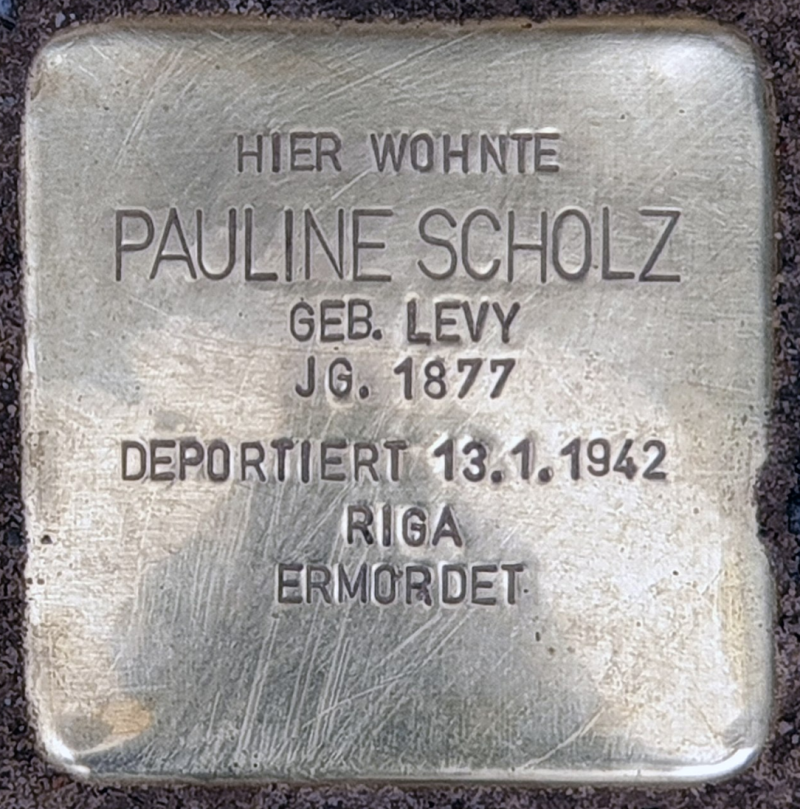 HIER WOHNTE
PAULINE SCHOLZ
GEB. LEVY
JG. 1877
DEPORTIERT 13.1.1942
RIGA
ERMORDET